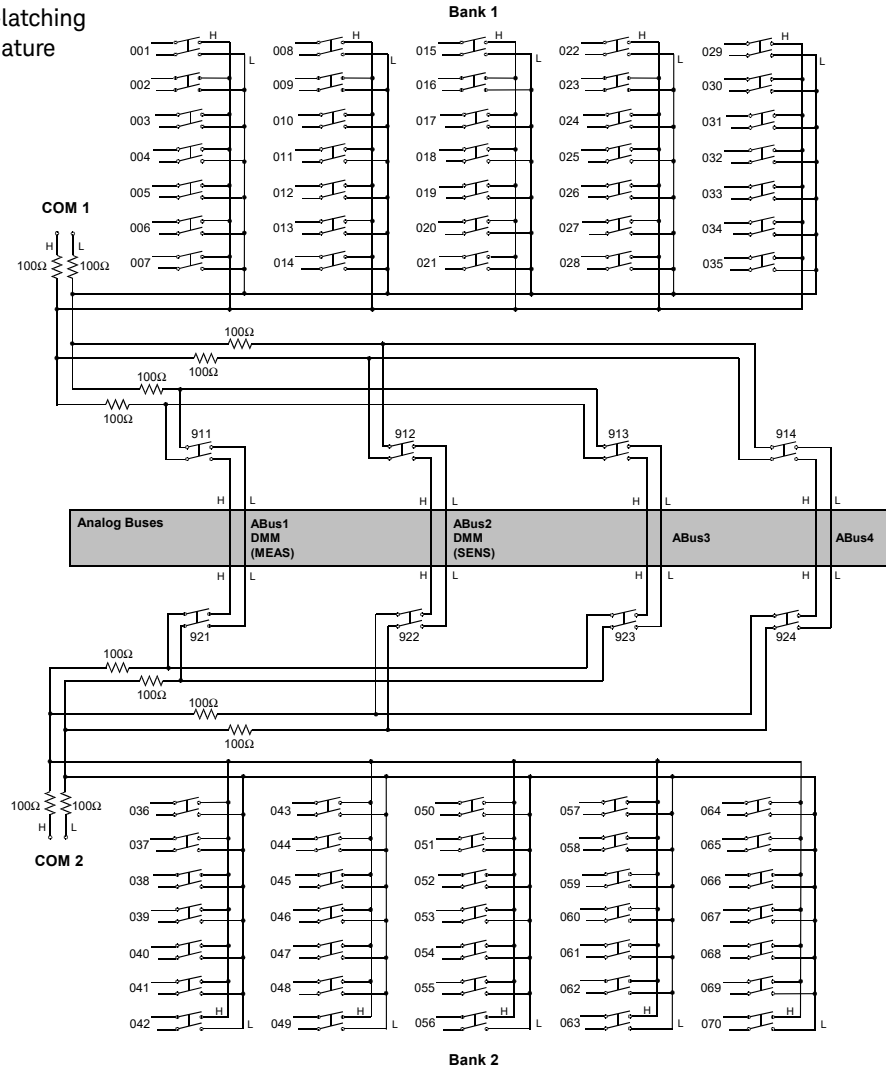 latching
ature
Bank 1
H H H H H
001 008 015 022 029
L L L L L
002 009 016 023 030
003 010 017 024 031
004 011 018 025 032
005 012 019 026 033
COM 1
006 013 020 027 034
H L
007 014 021 028 035
100Ω 100Ω
100Ω
100Ω
100Ω
100Ω
911 912 913 914
H L H L H L H L
Analog Buses
ABus1
DMM
(MEAS)
ABus2
DMM
(SENS)
ABus3
ABus4
H L H L H L H L
921 922 923 924
100Ω
100Ω
100Ω
100Ω
100Ω 100Ω
H L
COM 2
036 043 050 057 064
037 044 051 058 065
038 045 052 059 066
039 046 053 060 067
040 047 054 061 068
041 048 055 062 069
H H H H H
042 049 056 063 070
L L L L L
Bank 2